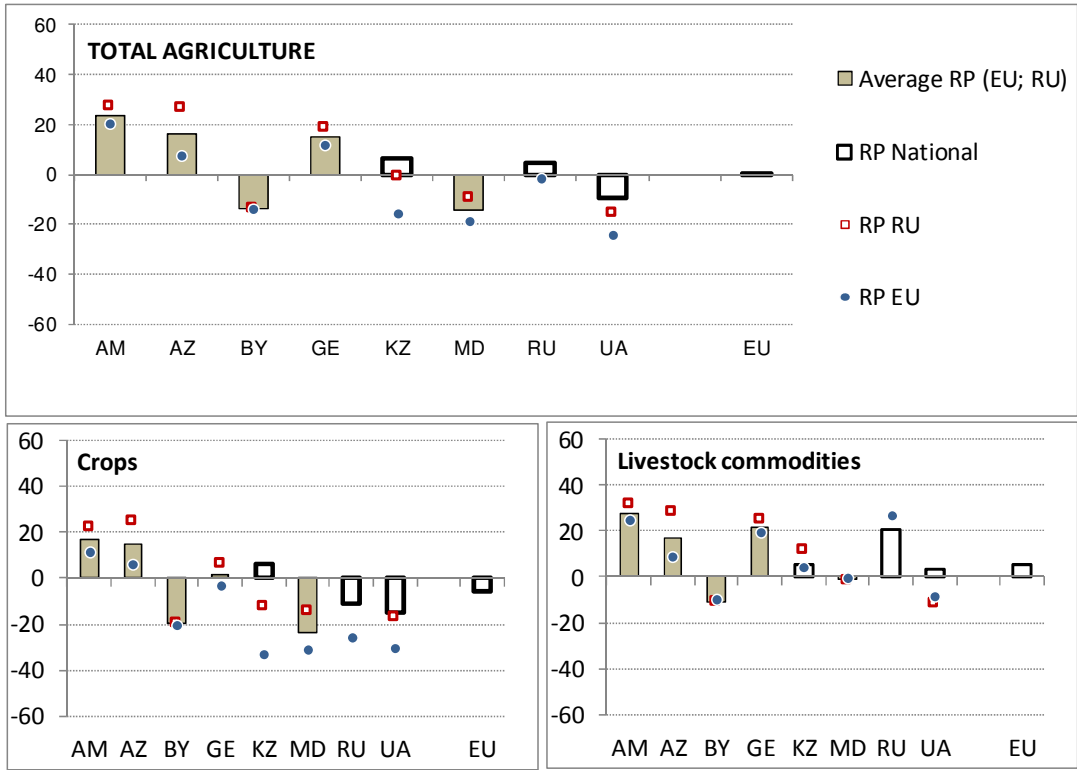 TOTAL AGRICULTURE
60
40
20
0
-20
-40
-60
AM AZ BY GE KZ MD RU UA EU
Average RP (EU; RU)
RP National
RP RU
RP EU
Crops
60
40
20
0
-20
-40
-60
AM AZ BY GE KZ MD RU UA EU
Livestock commodities
60
40
20
0
-20
-40
-60
AM AZ BY GE KZ MD RU UA EU